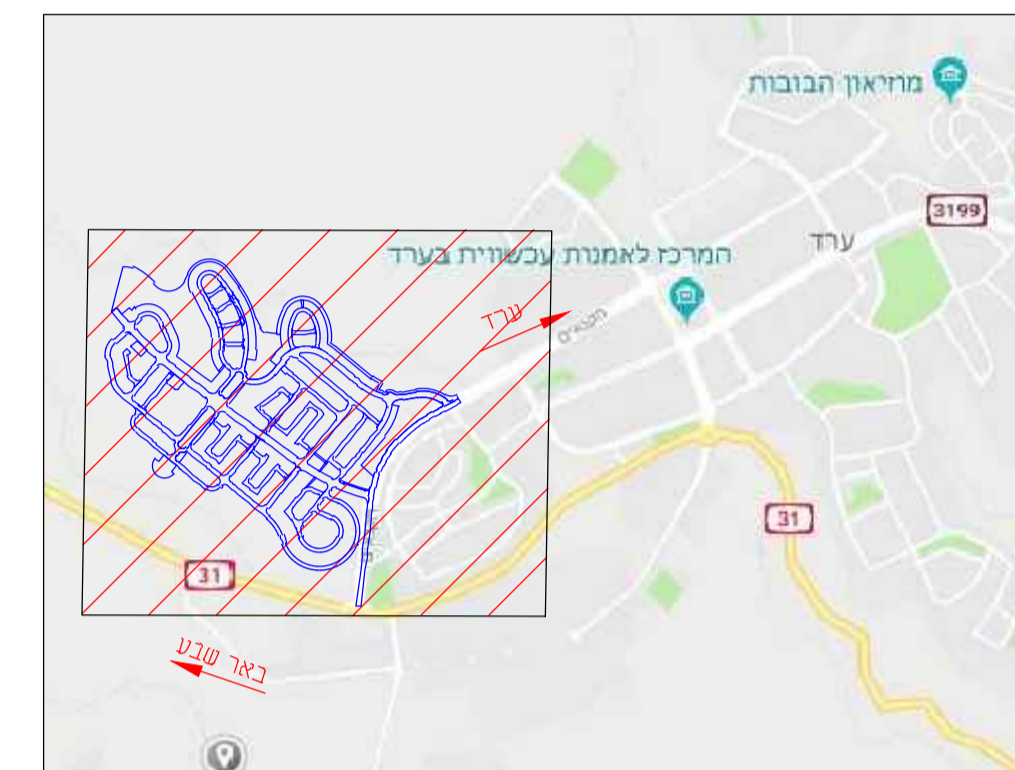 מוזיאון הבובות
3199
ערד
המרכז לאמנות עכשווית בערד
ערד
31
31
באר שבע